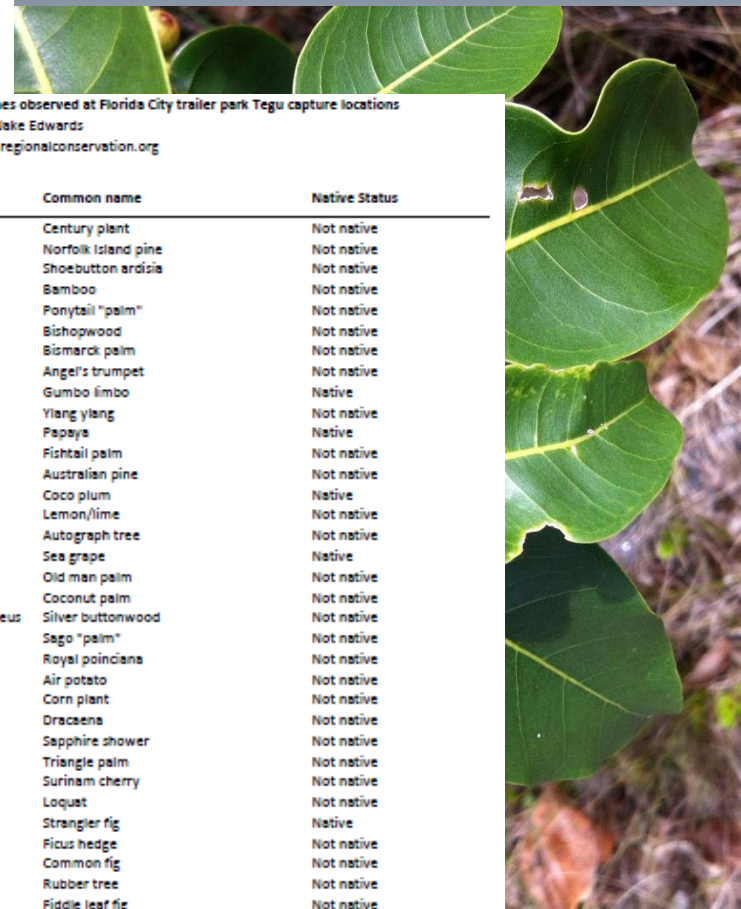 nes observed at Florida City trailer park Tegu capture locations
Jake Edwards
regionalconservation.org
Common name Native Status
Century plant Not native
Norfolk Island pine Not native
Shoebutton ardisia Not native
Bamboo Not native
Ponytail "palm" Not native
Bishopwood Not native
Bismarck palm Not native
Angel's trumpet Not native
Gumbo limbo Native
Ylang ylang Not native
Papaya Native
Fishtail palm Not native
Australian pine Not native
Coco plum Native
Lemon/lime Not native
Autograph tree Not native
Sea grape Native
Old man palm Not native
Coconut palm Not native
eus Silver buttonwood Not native
Sago "palm" Not native
Royal poinciana Not native
Air potato Not native
Corn plant Not native
Dracaena Not native
Sapphire shower Not native
Triangle palm Not native
Surinam cherry Not native
Loquat Not native
Strangler fig Native
Ficus hedge Not native
Common fig Not native
Rubber tree Not native
Fiddle leaf fig Not native